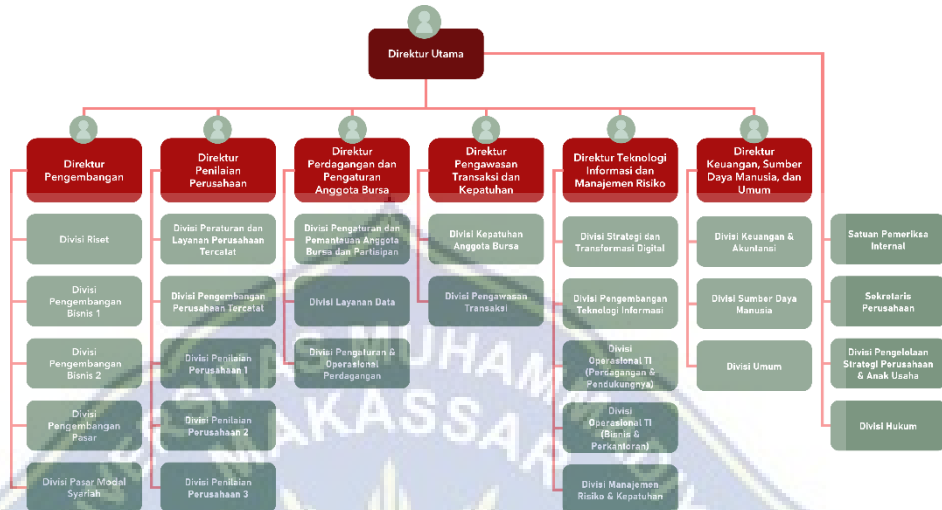 Direktur Utama
Direktur
Pengembangan
Direktur
Penilaian
Perusahaan
Direktur
Perdagangan dan
Pengaturan
Anggota Bursa
Direktur
Pengawasan
Transaksi dan
Kepatuhan
Direktur Teknologi
Informasi dan
Manajemen Risiko
Direktur
Keuangan, Sumber
Daya Manusia, dan
Umum
Divisi Riset
Divisi
Pengembangan
Bisnis 1
Divisi
Pengembangan
Bisnis 2
Divisi
Pengembangan
Pasar
Divisi Pasar Modal
Syariah
Divisi Peraturan dan
Layanan Perusahaan
Tercatat
Divisi Pengembangan
Perusahaan Tercatat
Divisi Penilaian
Perusahaan 1
Divisi Penilaian
Perusahaan 2
Divisi Penilaian
Perusahaan 3
Divisi Pengaturan dan
Pemantauan Anggota
Bursa dan Partisipan
Divisi Layanan Data
Divisi Pengaturan &
Operasional
Perdagangan
Divisi Kepatuhan
Anggota Bursa
Divisi Pengawasan
Transaksi
Divisi Strategi dan
Transformasi Digital
Divisi Pengembangan
Teknologi Informasi
Divisi
Operasional TI
(Perdagangan &
Pendukungnya)
Divisi
Operasional TI
(Bisnis &
Perkantoran)
Divisi Manajemen
Risiko & Kepatuhan
Divisi Keuangan &
Akuntansi
Divisi Sumber Daya
Manusia
Divisi Umum
Satuan Pemeriksa
Internal
Sekretaris
Perusahaan
Divisi Pengelolaan
Strategi Perusahaan
& Anak Usaha
Divisi Hukum
MUHAM
MAKASSAR